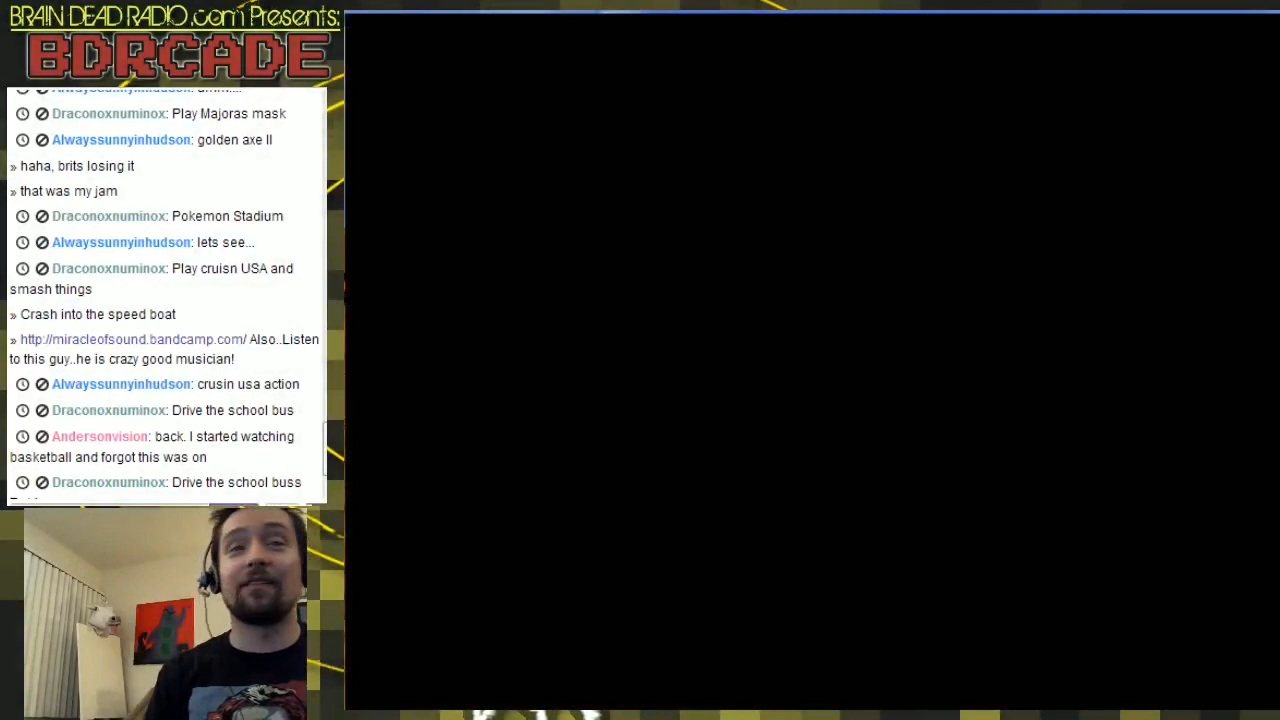 BRAIN DEAD RADIO.com Presents:
BDRCADE
Alwayssunnyinhudson:
Draconoxnuminox: Play Majoras mask
Alwayssunnyinhudson: golden axe II
» haha, brits losing it
» that was my jam
Draconoxnuminox: Pokemon Stadium
Alwayssunnyinhudson: lets see...
Draconoxnuminox: Play cruisn USA and
smash things
» Crash into the speed boat
» http://miracleofsound.bandcamp.com/ Also..Listen
to this guy..he is crazy good musician!
Alwayssunnyinhudson: crusin usa action
Draconoxnuminox: Drive the school bus
Andersonvision: back. I started watching
basketball and forgot this was on
Draconoxnuminox: Drive the school buss